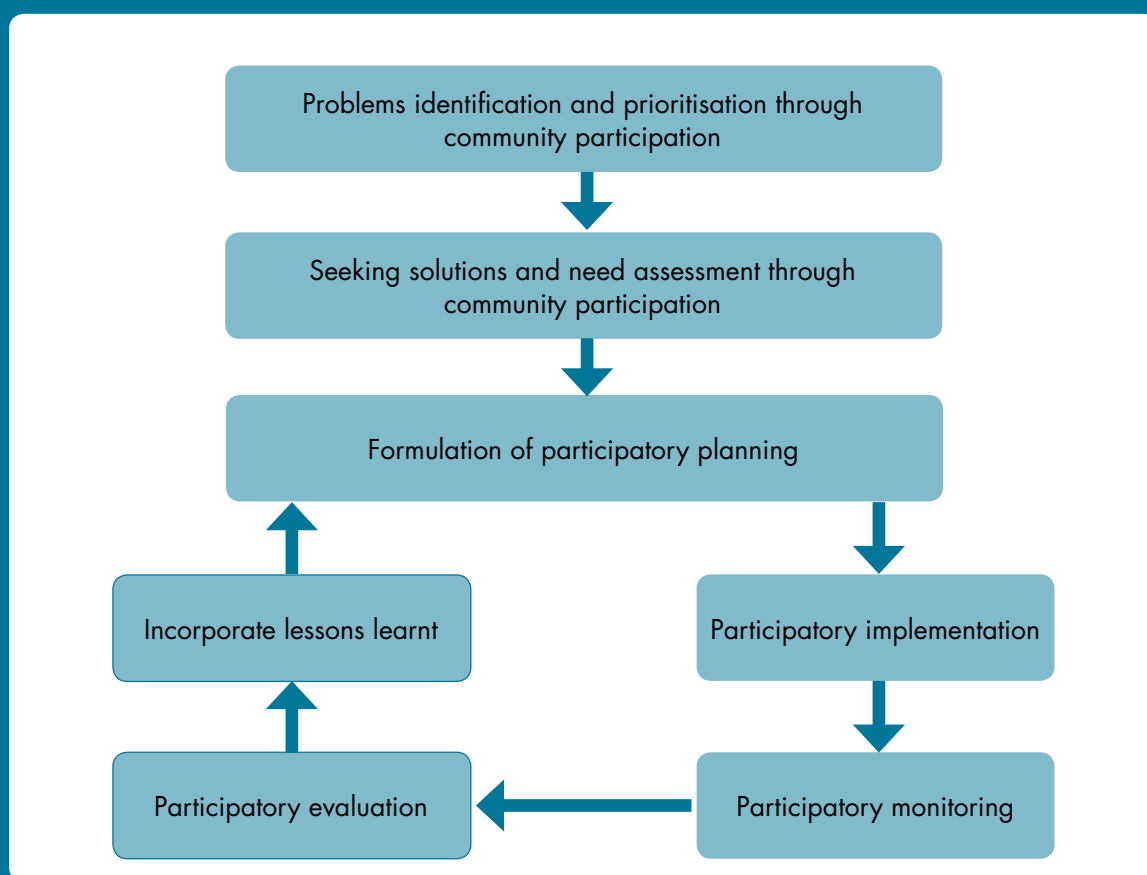 Problems identification and prioritisation through
community participation
Seeking solutions and need assessment through
community participation
Formulation of participatory planning
Incorporate lessons learnt
Participatory implementation
Participatory evaluation
Participatory monitoring